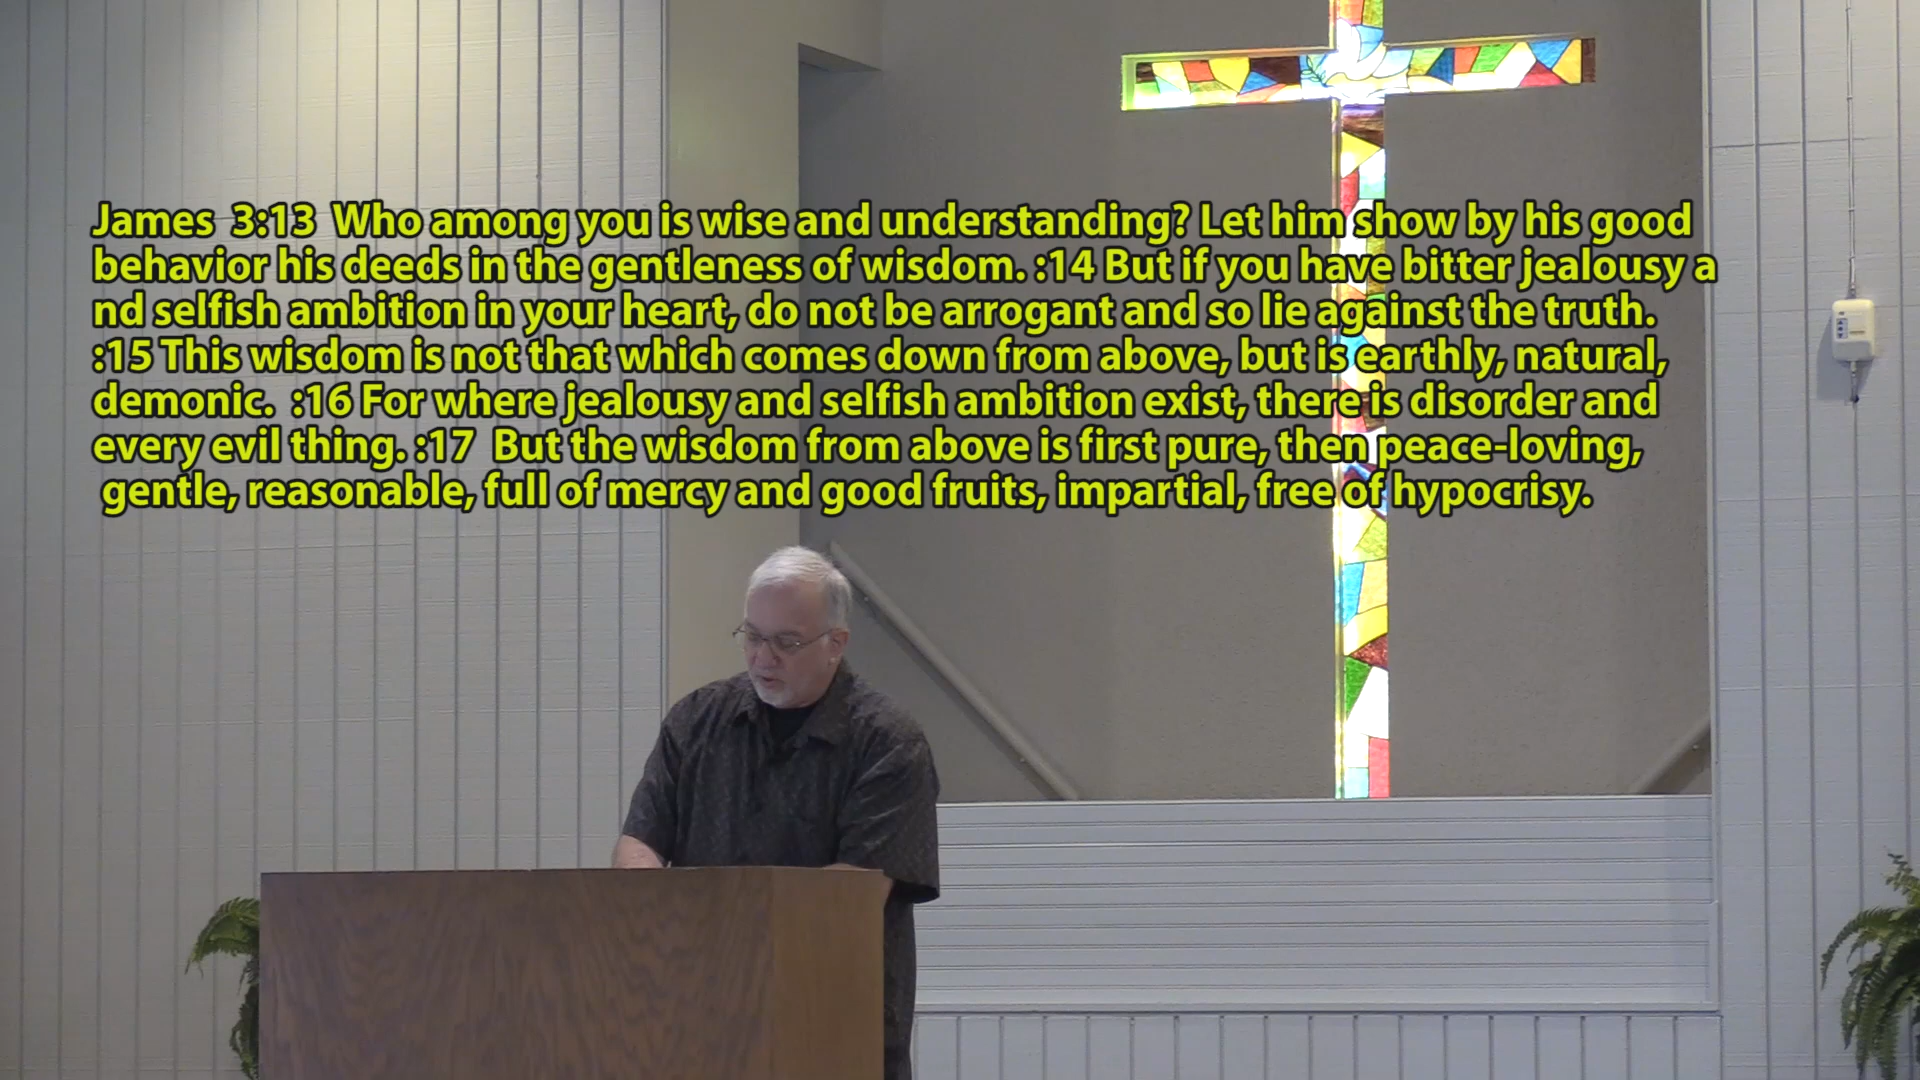 James  3:13  Who among you is wise and understanding? Let him show by his good
behavior his deeds in the gentleness of wisdom. :14 But if you have bitter jealousy a
nd selfish ambition in your heart, do not be arrogant and so lie against the truth.
:15 This wisdom is not that which comes down from above, but is earthly, natural,
demonic.  :16 For where jealousy and selfish ambition exist, there is disorder and
every evil thing. :17  But the wisdom from above is first pure, then peace-loving,
gentle, reasonable, full of mercy and good fruits, impartial, free of hypocrisy.